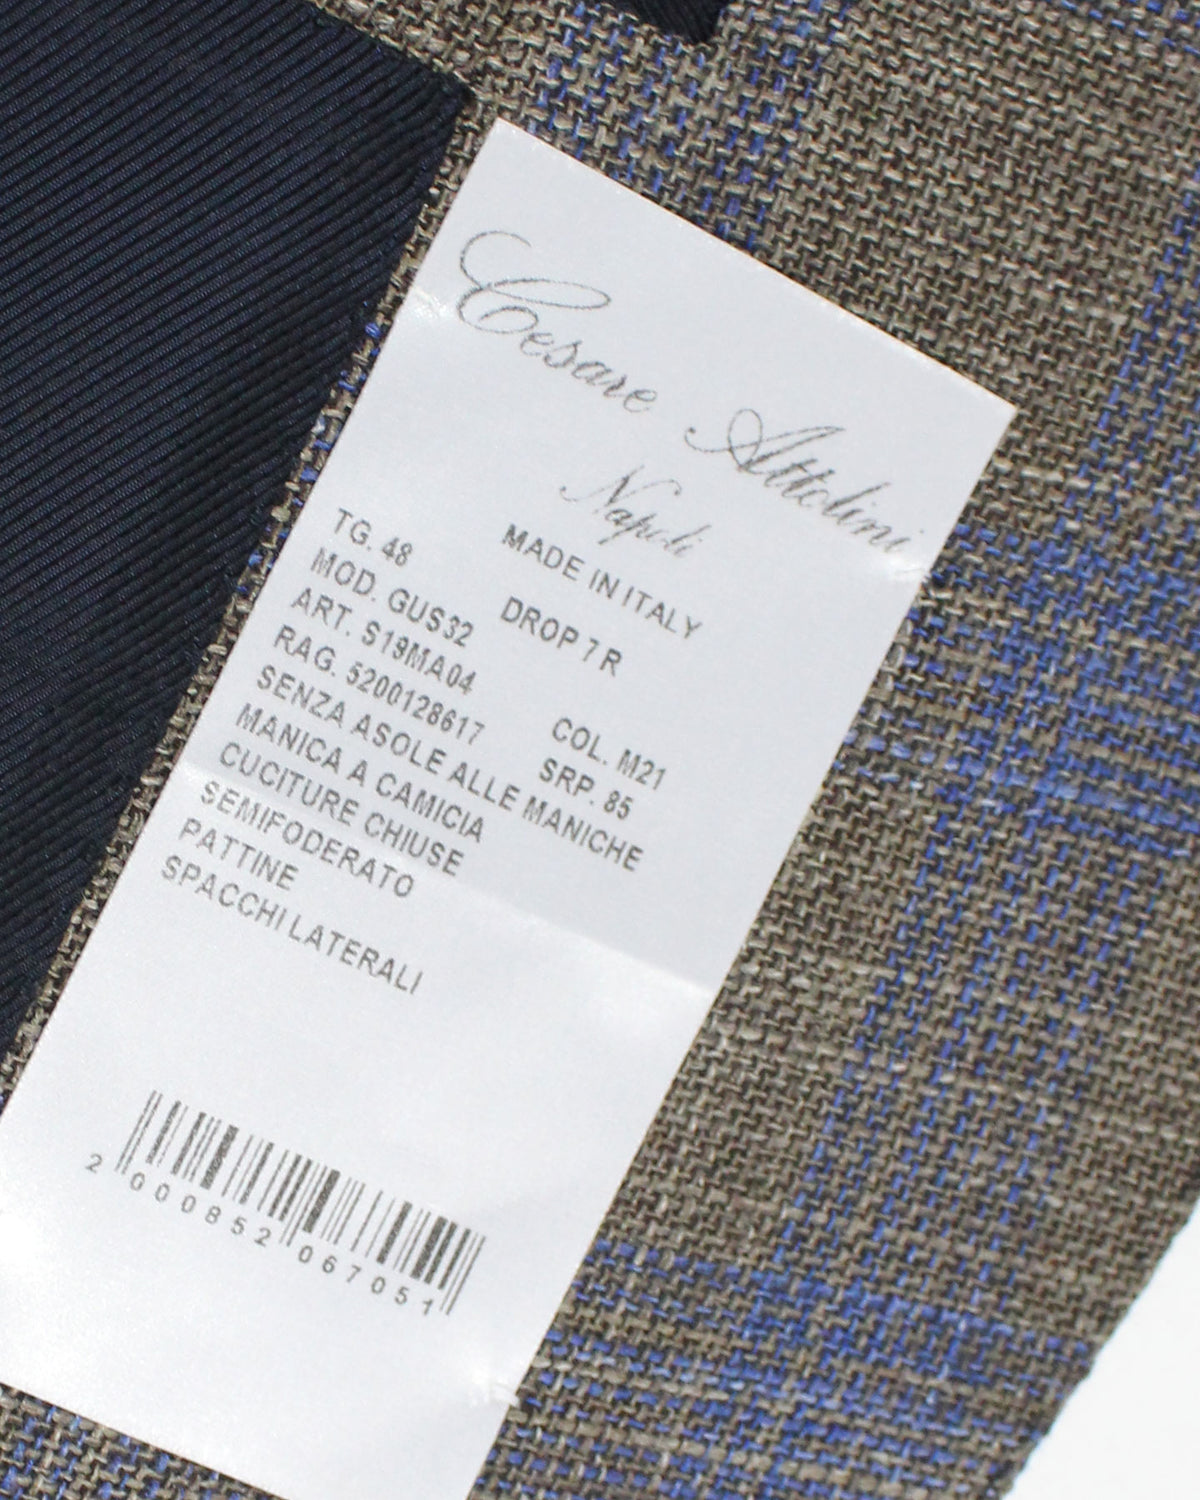 Cesare Attolini
Napoli
MADE IN ITALY
TG. 48 DROP 7 R
MOD. GUS32
ART. S19MA04 COL. M21
RAG. 5200128617 SRP. 85
SENZA ASOLE ALLE MANICHE
MANICA A CAMICIA
CUCITURE CHIUSE
SEMIFODERATO
PATTINE
SPACCHI LATERALI
2 000852 067051